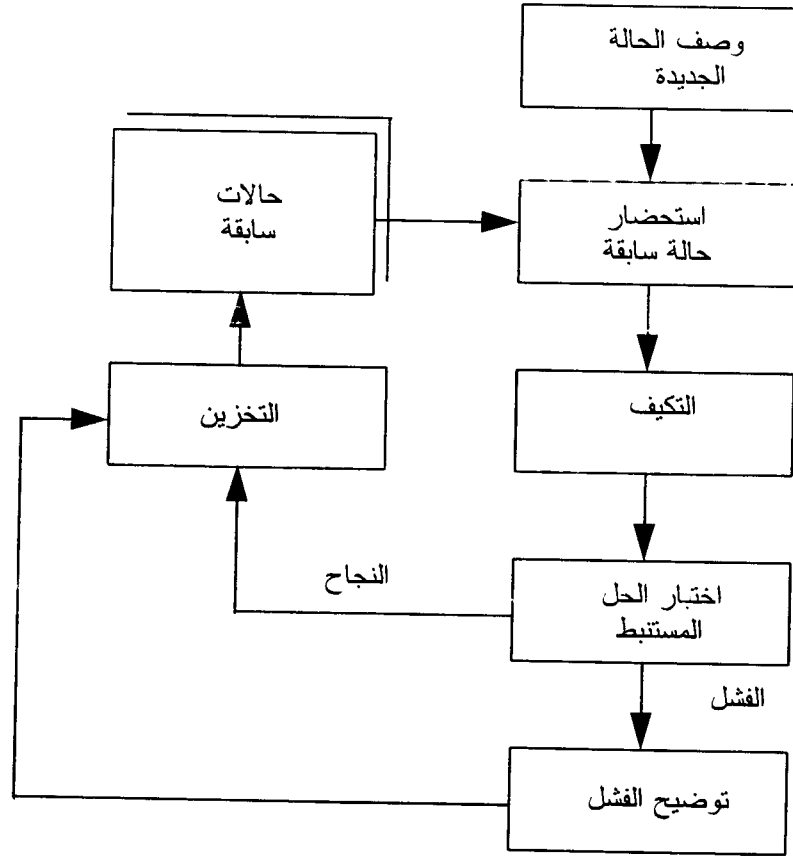 وصف الحالة
الجديدة
حالات
سابقة
استحضار
حالة سابقة
التخزين
التكيف
النجاح
اختبار الحل
المستنبط
الفشل
توضيح الفشل